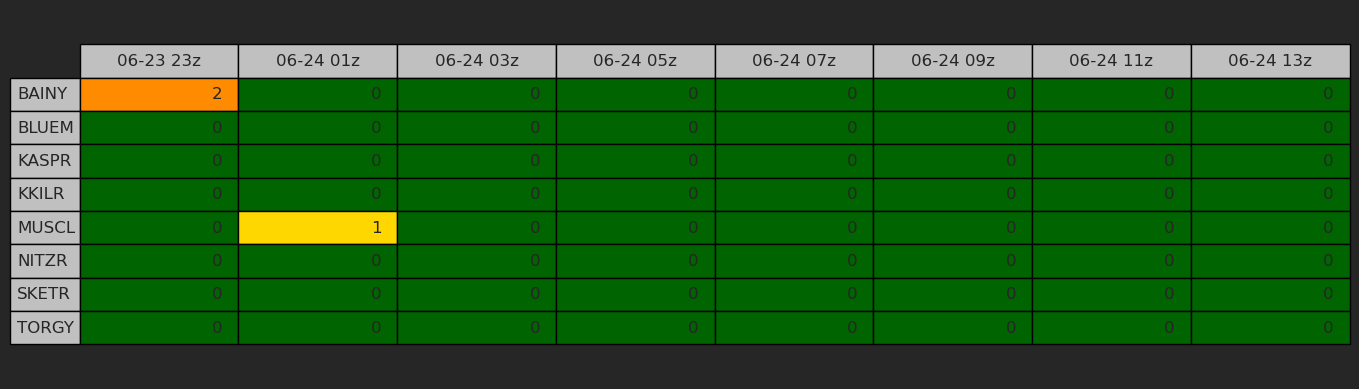 06-23 23z 06-24 01z 06-24 03z 06-24 05z 06-24 07z 06-24 09z 06-24 11z 06-24 13z
BAINY 2 0 0 0 0 0 0 0
BLUEM 0 0 0 0 0 0 0 0
KASPR 0 0 0 0 0 0 0 0
KKILR 0 0 0 0 0 0 0 0
MUSCL 0 1 0 0 0 0 0 0
NITZR 0 0 0 0 0 0 0 0
SKETR 0 0 0 0 0 0 0 0
TORGY 0 0 0 0 0 0 0 0